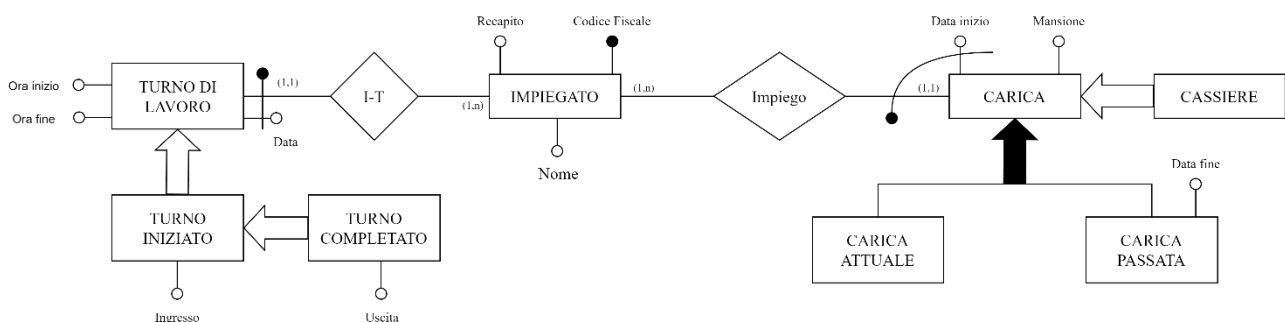 Recapito
Codice Fiscale
Data inizio
Mansione
Ora inizio
Ora fine
TURNO DI
LAVORO
(1,1)
I-T
(1,n)
IMPIEGATO
(1,n)
Impiego
(1,1)
CARICA
CASSIERE
Data
Nome
Data fine
TURNO
INIZIATO
TURNO
COMPLETATO
CARICA
ATTUALE
CARICA
PASSATA
Ingresso
Uscita